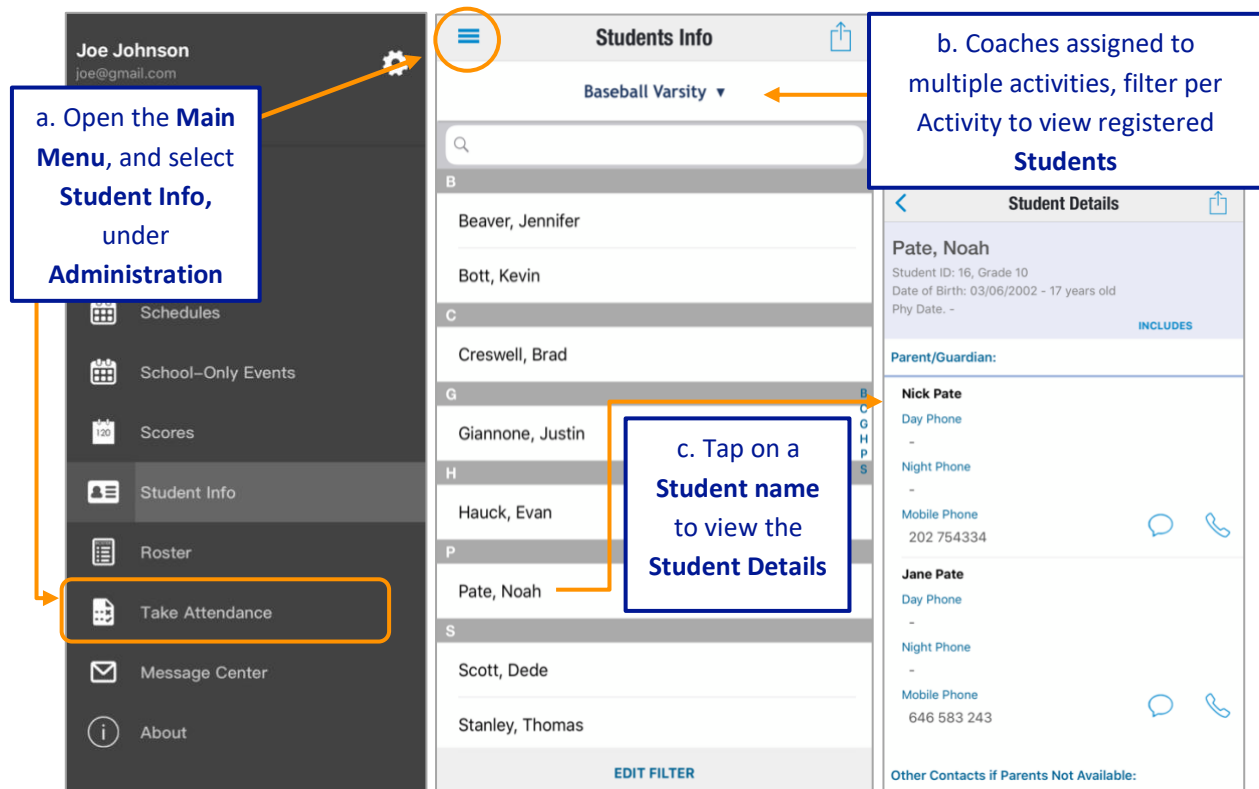 Joe Johnson
joe@gmail.com
a. Open the Main
Menu, and select
Student Info,
under
Administration
Schedules
School-Only Events
120
Scores
Student Info
Roster
Take Attendance
Message Center
i
About
Students Info
Baseball Varsity ▼
B
Beaver, Jennifer
Bott, Kevin
C
Creswell, Brad
G
Giannone, Justin
H
Hauck, Evan
P
Pate, Noah
S
Scott, Dede
Stanley, Thomas
B
C
G
H
P
S
EDIT FILTER
b. Coaches assigned to
multiple activities, filter per
Activity to view registered
Students
c. Tap on a
Student name
to view the
Student Details
Student Details
Pate, Noah
Student ID: 16, Grade 10
Date of Birth: 03/06/2002 - 17 years old
Phy Date. -
INCLUDES
Parent/Guardian:
Nick Pate
Day Phone
-
Night Phone
-
Mobile Phone
202 754334
Jane Pate
Day Phone
-
Night Phone
-
Mobile Phone
646 583 243
Other Contacts if Parents Not Available: